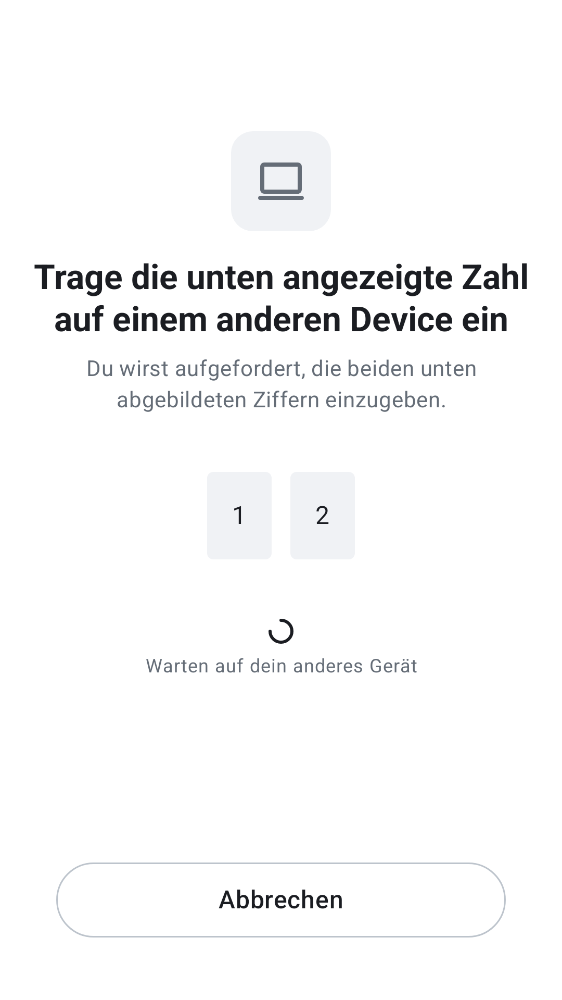 Trage die unten angezeigte Zahl
auf einem anderen Device ein
Du wirst aufgefordert, die beiden unten
abgebildeten Ziffern einzugeben.
1 2
Warten auf dein anderes Gerät
Abbrechen